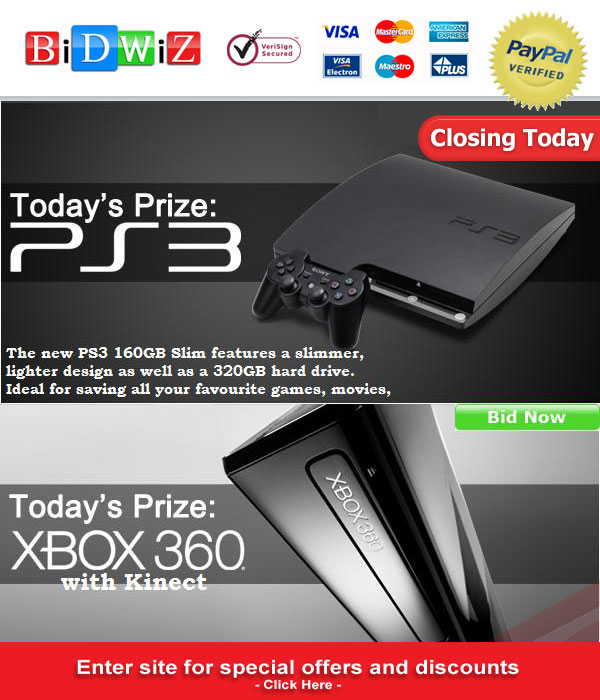 BiDWiZ
VeriSign
Secured
VISA
MasterCard
AMERICAN
EXPRESS
VISA
Electron
Maestro
PLUS
PayPal
VERIFIED
Closing Today
Today's Prize:
PS3
PS3
SONY
The new PS3 160GB Slim features a slimmer,
lighter design as well as a 320GB hard drive.
Ideal for saving all your favourite games, movies,
Bid Now
Today's Prize:
XBOX 360
XBOX 360
with Kinect
Enter site for special offers and discounts
- Click Here -